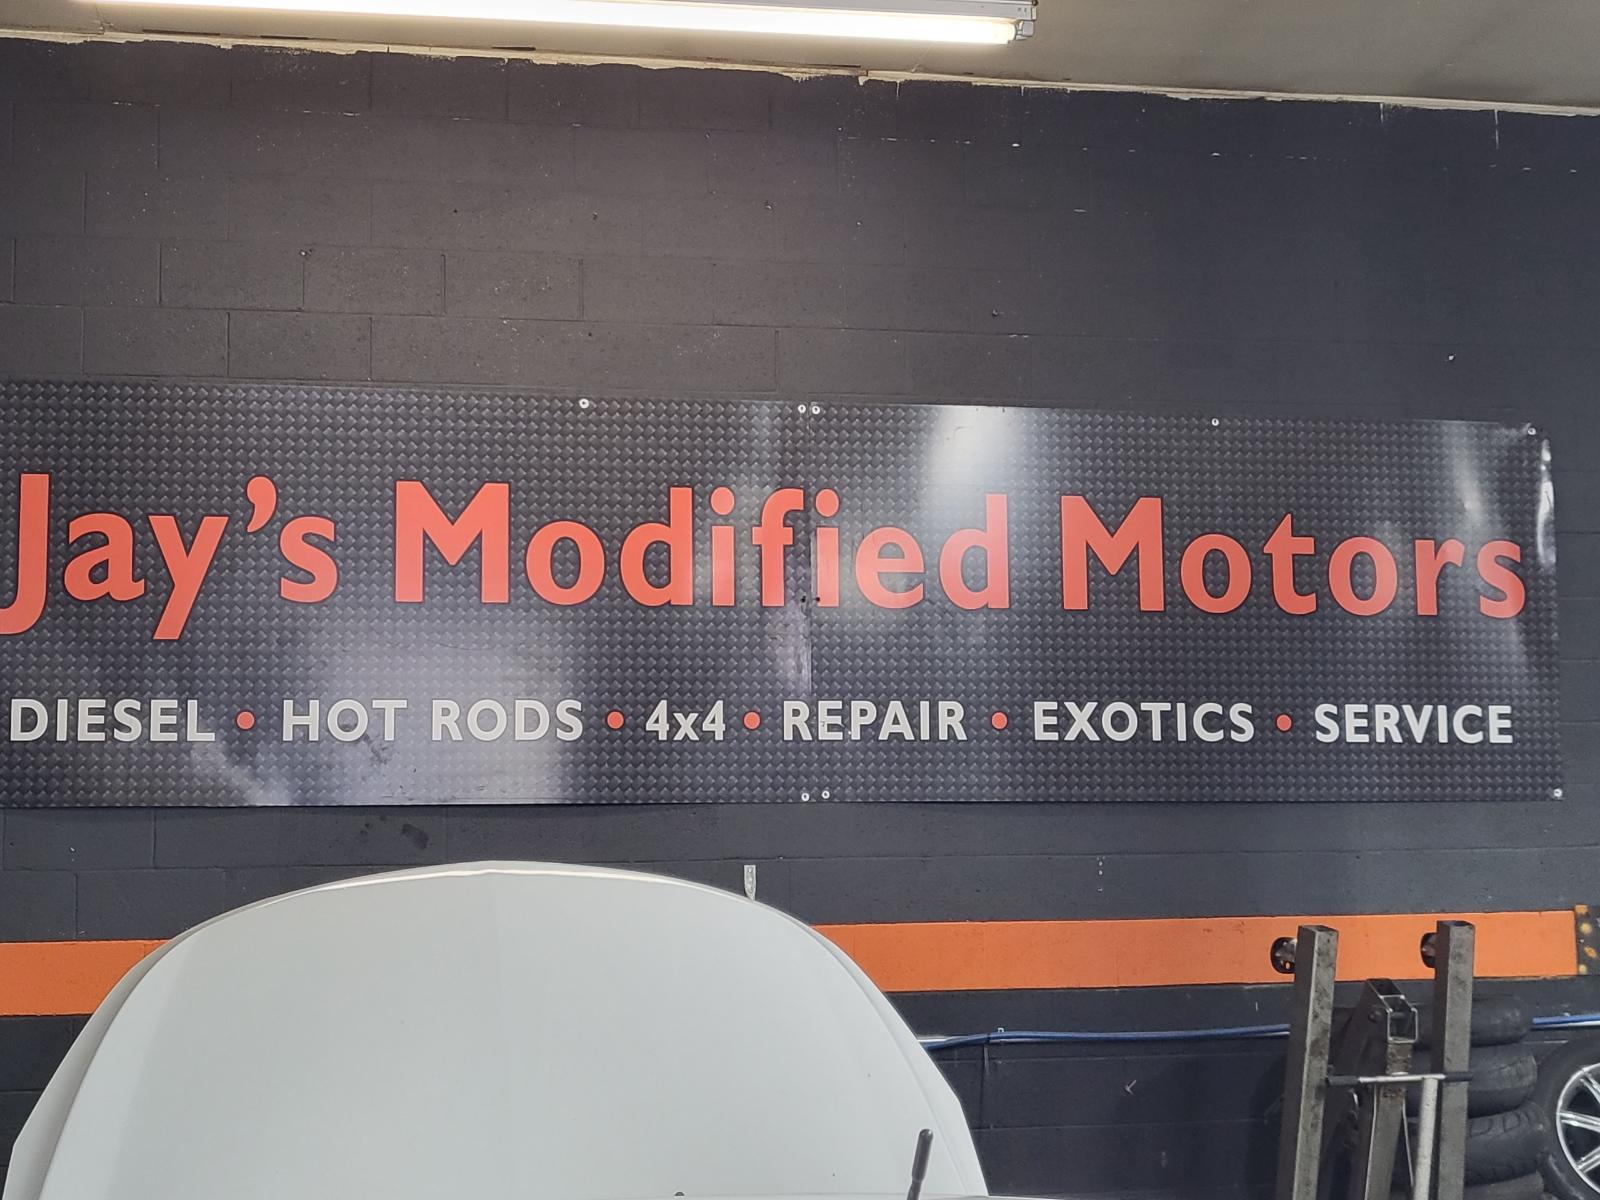 Jay's Modified Motors
DIESEL • HOT RODS • 4x4 • REPAIR • EXOTICS • SERVICE